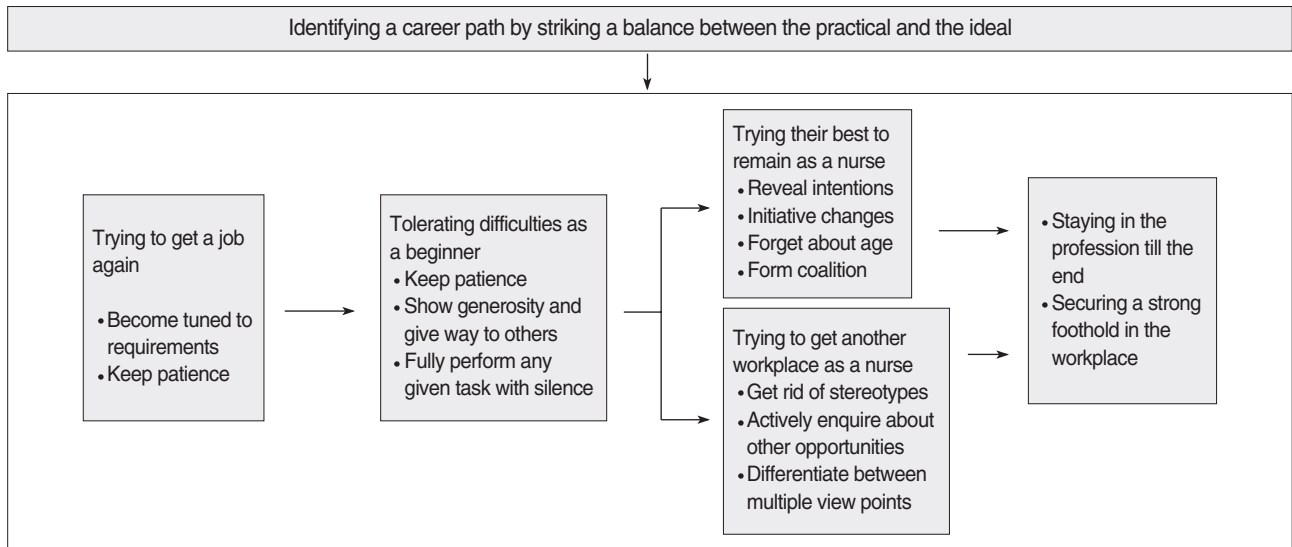 Identifying a career path by striking a balance between the practical and the ideal
Trying to get a job
again
• Become tuned to
requirements
• Keep patience
Tolerating difficulties as
a beginner
• Keep patience
• Show generosity and
give way to others
• Fully perform any
given task with silence
Trying their best to
remain as a nurse
• Reveal intentions
• Initiative changes
• Forget about age
• Form coalition
Trying to get another
workplace as a nurse
• Get rid of stereotypes
• Actively enquire about
other opportunities
• Differentiate between
multiple view points
• Staying in the
profession till the
end
• Securing a strong
foothold in the
workplace